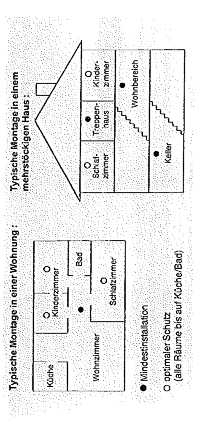 Typische Montage in einer Wohnung :
Küche
Kinderzimmer
Bad
Wohnzimmer
Schlafzimmer
Mindestinstallation
optimaler Schutz
(alle Räume bis auf Küche/Bad)
Typische Montage in einem
mehrstöckigen Haus :
Schlaf-
zimmer
Treppen-
haus
Kinder-
zimmer
Wohnbereich
Keller